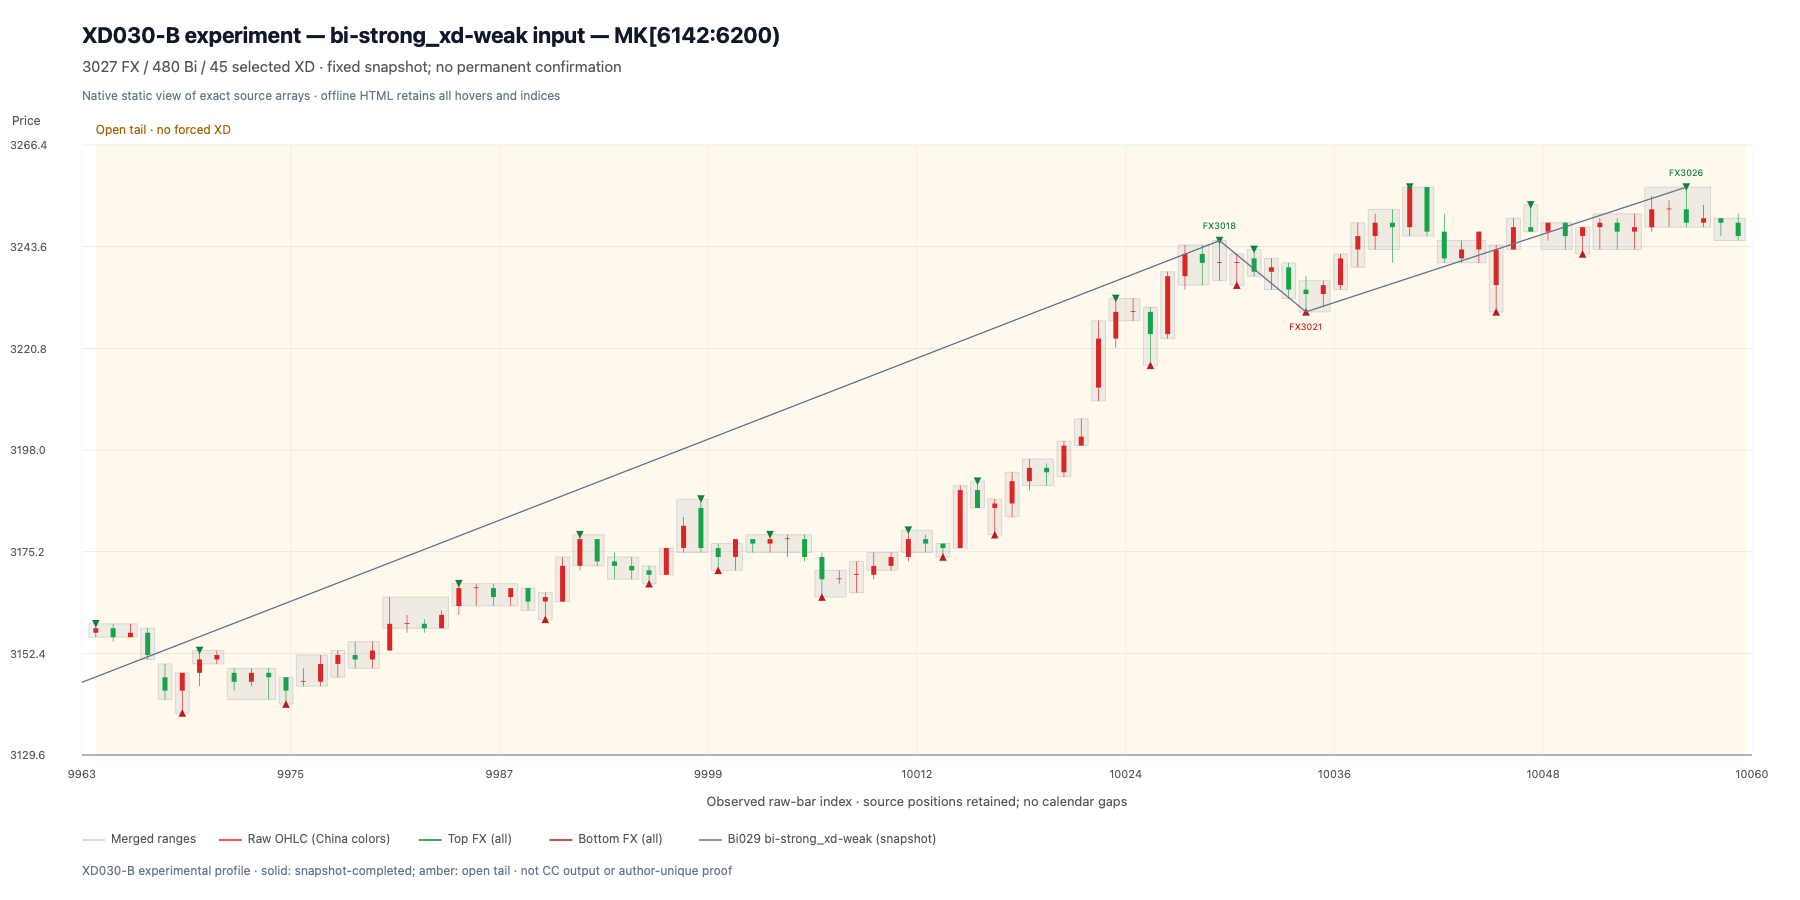 XD030-B experiment — bi-strong_xd-weak input — MK[6142:6200)
3027 FX / 480 Bi / 45 selected XD · fixed snapshot; no permanent confirmation
Native static view of exact source arrays · offline HTML retains all hovers and indices
Price
Open tail · no forced XD
3266.4
FX3026
FX3018
3243.6
FX3021
3220.8
3198.0
3175.2
3152.4
3129.6
9963 9975 9987 9999 10012 10024 10036 10048 10060
Observed raw-bar index · source positions retained; no calendar gaps
Merged ranges Raw OHLC (China colors) Top FX (all) Bottom FX (all) Bi029 bi-strong_xd-weak (snapshot)
XD030-B experimental profile · solid: snapshot-completed; amber: open tail · not CC output or author-unique proof